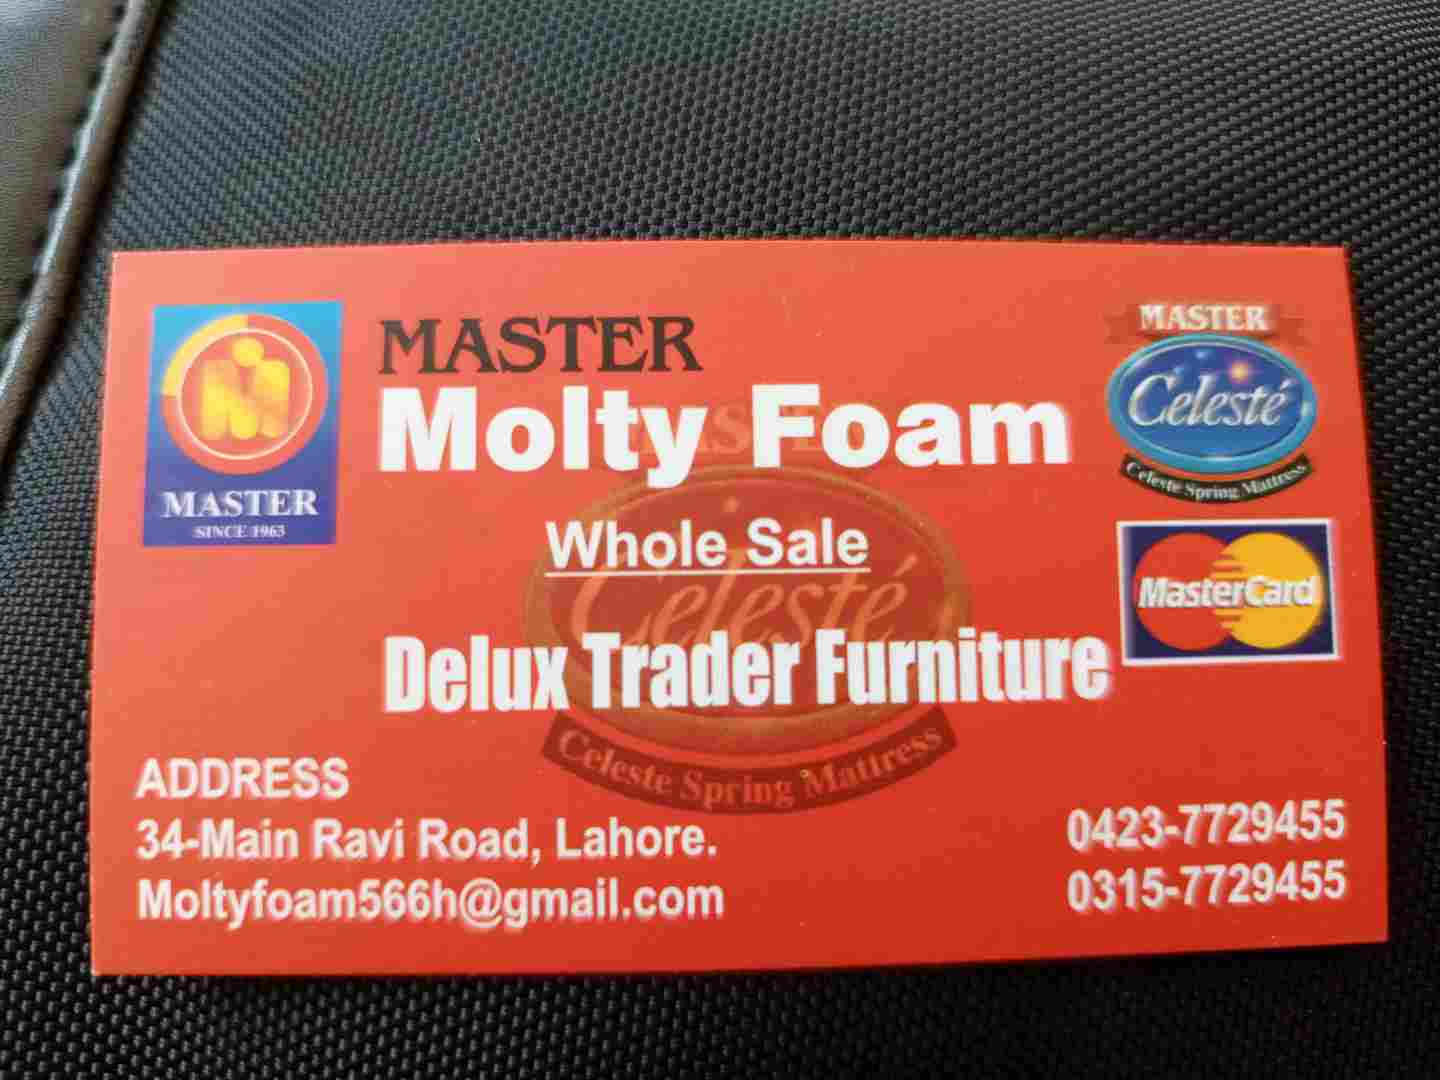 MASTER
SINCE 1963
MASTER
Molty Foam
MASTER
Celesté
Celeste Spring Mattress
MasterCard
Whole Sale
Celesté
Delux Trader Furniture
Celeste Spring Mattress
ADDRESS
34-Main Ravi Road, Lahore.
Moltyfoam566h@gmail.com
0423-7729455
0315-7729455